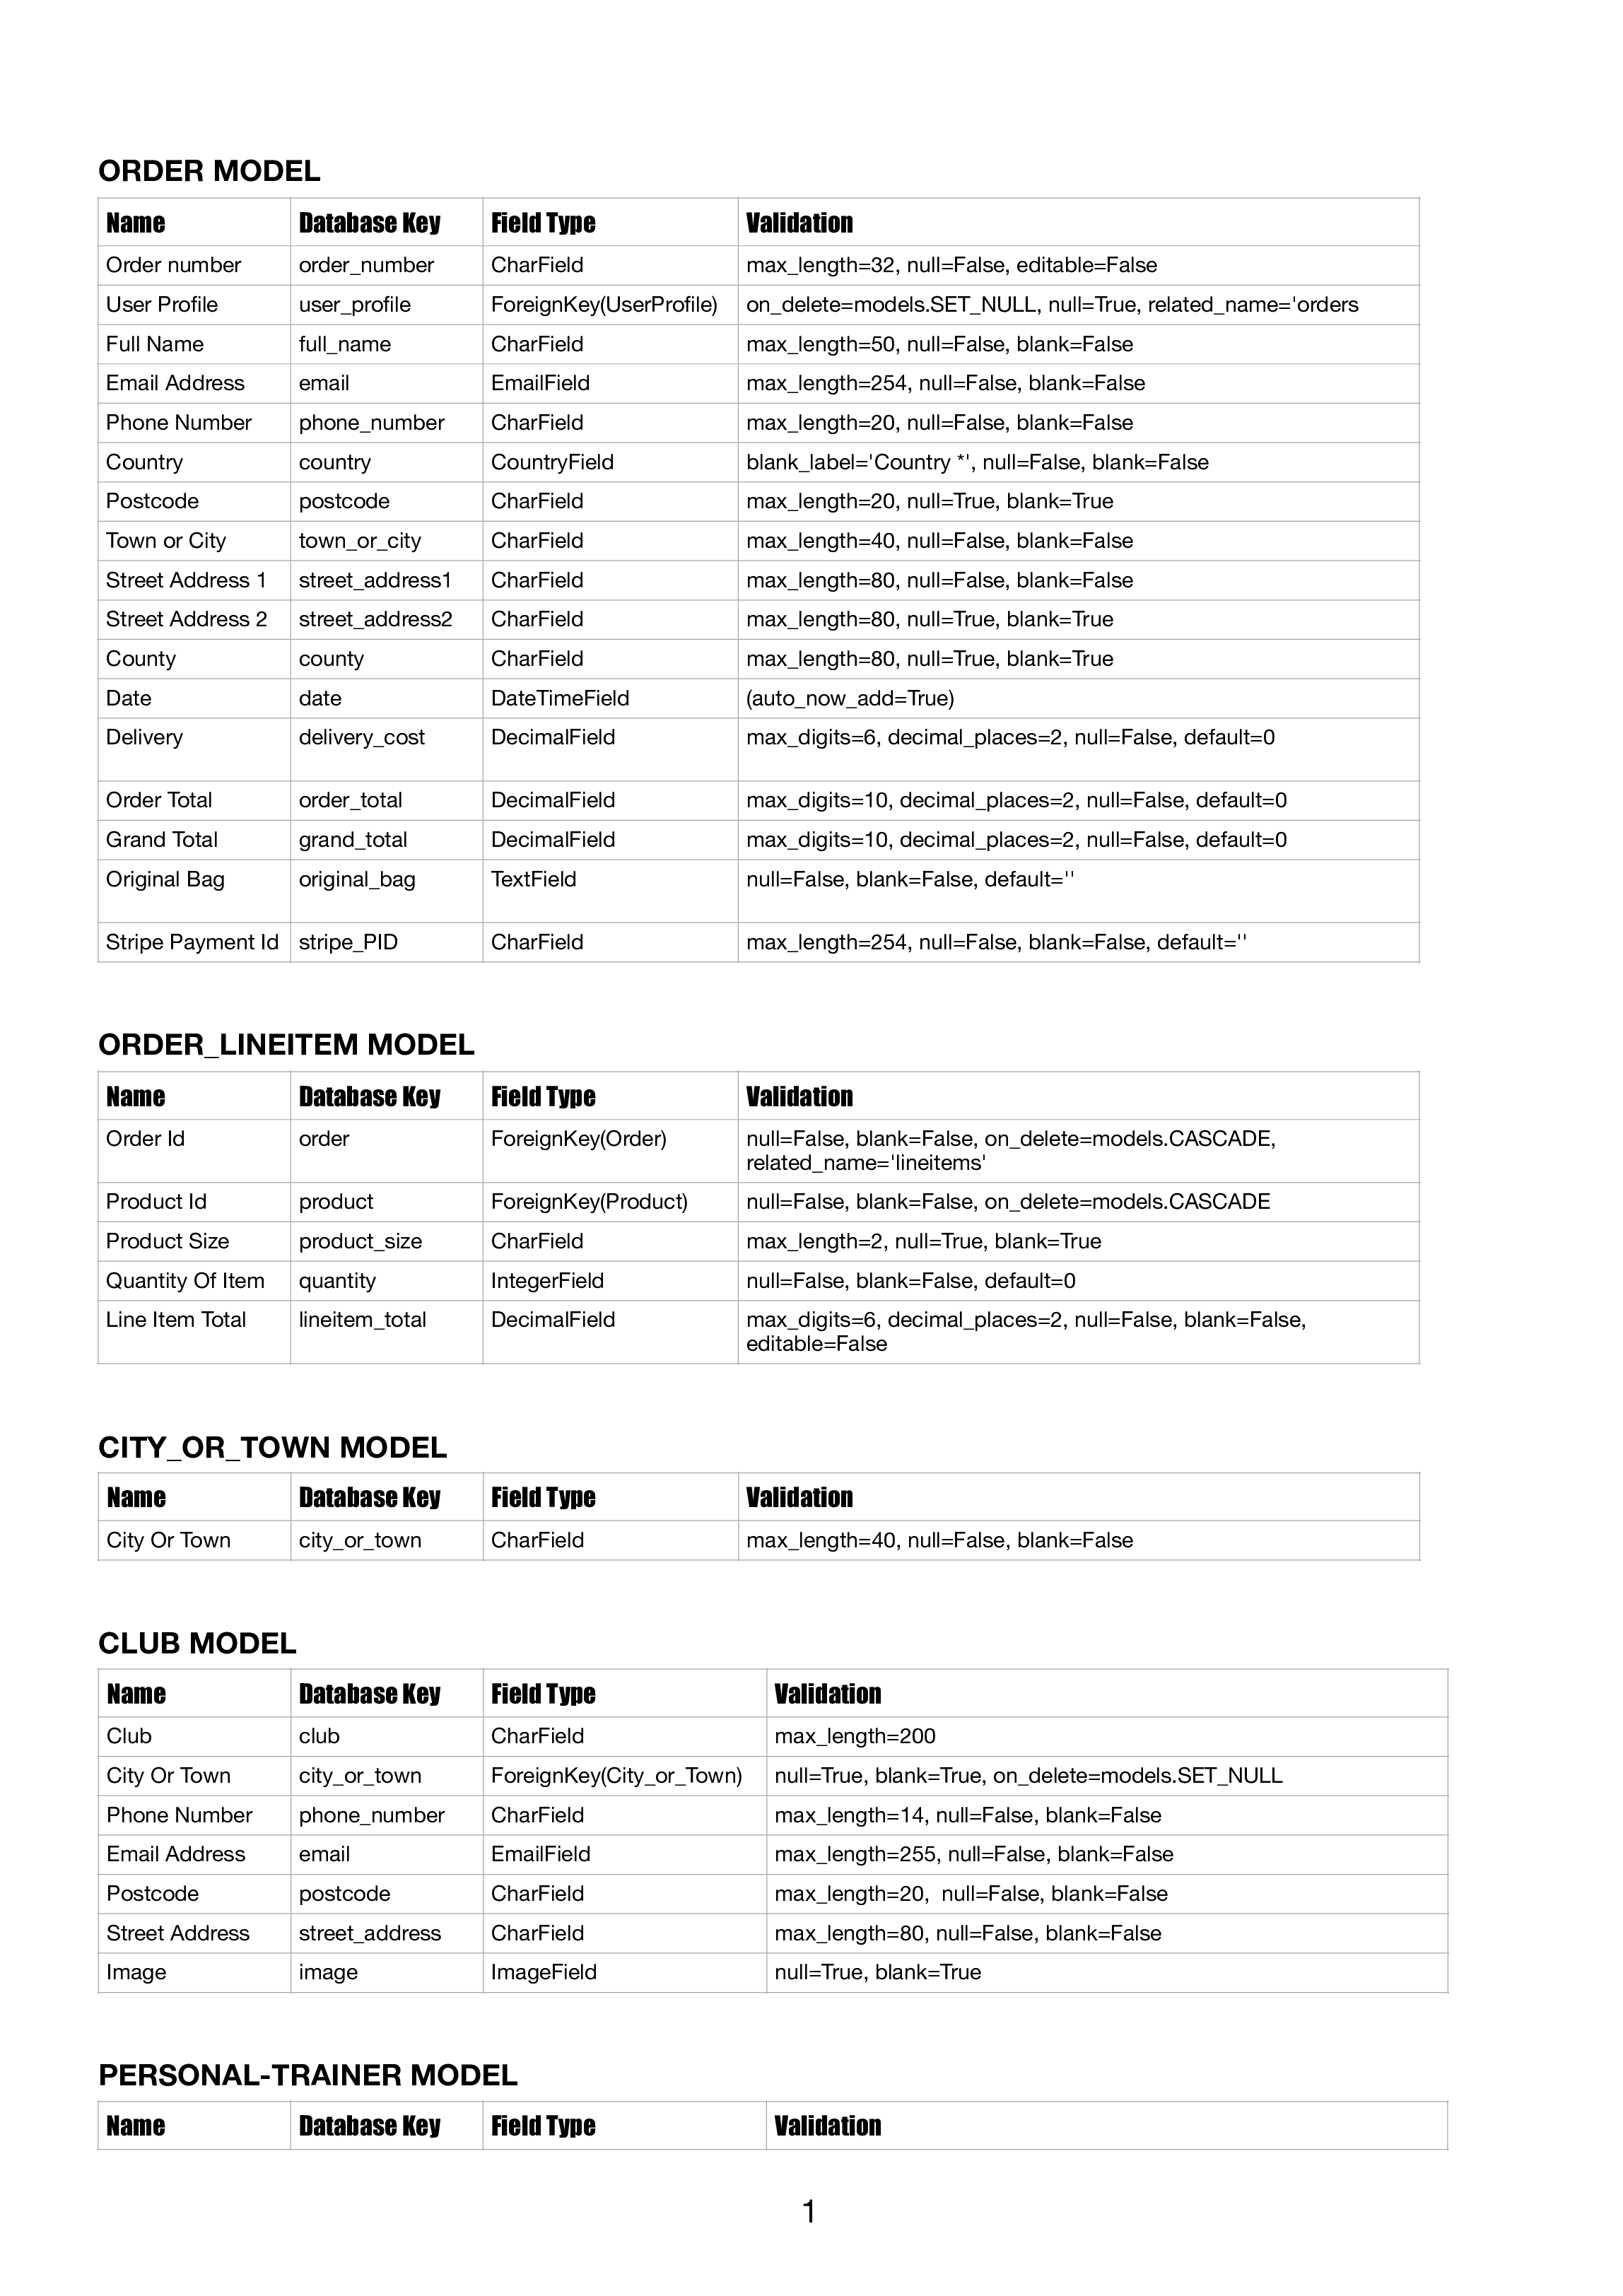 ORDER MODEL
Name Database Key Field Type Validation
Order number order_number CharField max_length=32, null=False, editable=False
User Profile user_profile ForeignKey(UserProfile) on_delete=models.SET_NULL, null=True, related_name='orders
Full Name full_name CharField max_length=50, null=False, blank=False
Email Address email EmailField max_length=254, null=False, blank=False
Phone Number phone_number CharField max_length=20, null=False, blank=False
Country country CountryField blank_label='Country *', null=False, blank=False
Postcode postcode CharField max_length=20, null=True, blank=True
Town or City town_or_city CharField max_length=40, null=False, blank=False
Street Address 1 street_address1 CharField max_length=80, null=False, blank=False
Street Address 2 street_address2 CharField max_length=80, null=True, blank=True
County county CharField max_length=80, null=True, blank=True
Date date DateTimeField (auto_now_add=True)
Delivery delivery_cost DecimalField max_digits=6, decimal_places=2, null=False, default=0
Order Total order_total DecimalField max_digits=10, decimal_places=2, null=False, default=0
Grand Total grand_total DecimalField max_digits=10, decimal_places=2, null=False, default=0
Original Bag original_bag TextField null=False, blank=False, default=''
Stripe Payment Id stripe_PID CharField max_length=254, null=False, blank=False, default=''
ORDER_LINEITEM MODEL
Name Database Key Field Type Validation
Order Id order ForeignKey(Order) null=False, blank=False, on_delete=models.CASCADE,
related_name='lineitems'
Product Id product ForeignKey(Product) null=False, blank=False, on_delete=models.CASCADE
Product Size product_size CharField max_length=2, null=True, blank=True
Quantity Of Item quantity IntegerField null=False, blank=False, default=0
Line Item Total lineitem_total DecimalField max_digits=6, decimal_places=2, null=False, blank=False,
editable=False
CITY_OR_TOWN MODEL
Name Database Key Field Type Validation
City Or Town city_or_town CharField max_length=40, null=False, blank=False
CLUB MODEL
Name Database Key Field Type Validation
Club club CharField max_length=200
City Or Town city_or_town ForeignKey(City_or_Town) null=True, blank=True, on_delete=models.SET_NULL
Phone Number phone_number CharField max_length=14, null=False, blank=False
Email Address email EmailField max_length=255, null=False, blank=False
Postcode postcode CharField max_length=20, null=False, blank=False
Street Address street_address CharField max_length=80, null=False, blank=False
Image image ImageField null=True, blank=True
PERSONAL-TRAINER MODEL
Name Database Key Field Type Validation
1